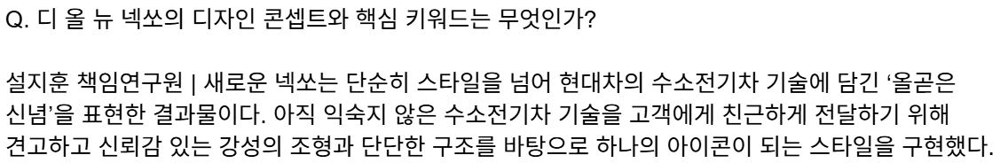 Q. 디 올 뉴 넥쏘의 디자인 콘셉트와 핵심 키워드는 무엇인가?
설지훈 책임연구원 | 새로운 넥쏘는 단순히 스타일을 넘어 현대차의 수소전기차 기술에 담긴 ‘올곧은
신념’을 표현한 결과물이다. 아직 익숙지 않은 수소전기차 기술을 고객에게 친근하게 전달하기 위해
견고하고 신뢰감 있는 강성의 조형과 단단한 구조를 바탕으로 하나의 아이콘이 되는 스타일을 구현했다.